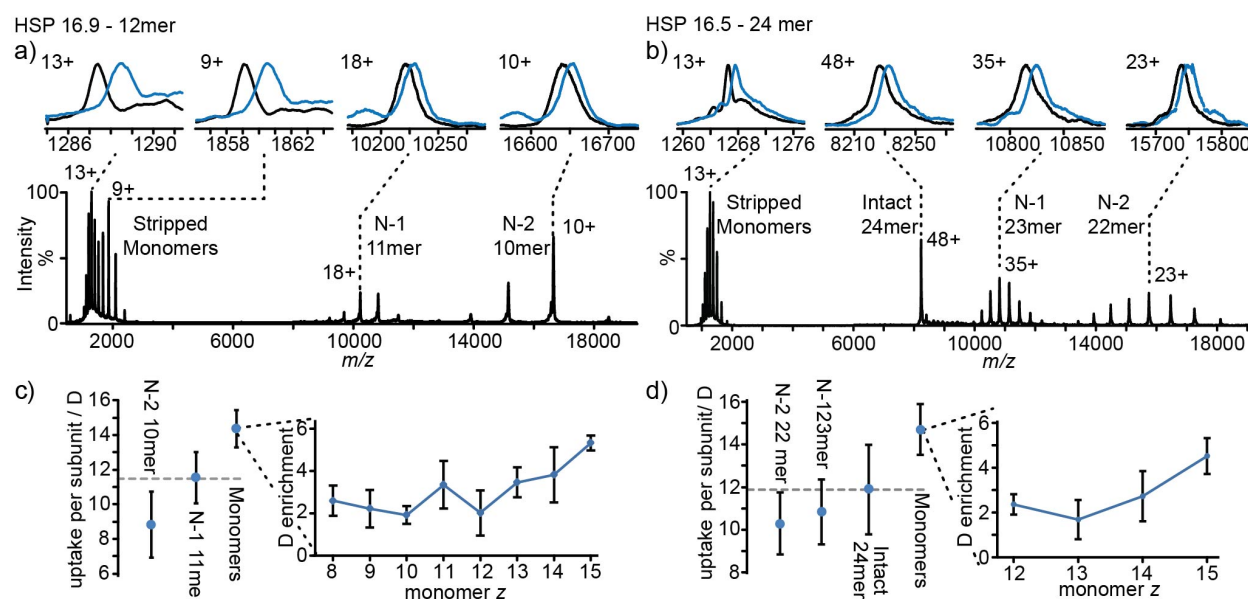 HSP 16.9 - 12mer
a)
13+
9+
18+
10+
1286 1290
1858 1862
10200 10250
16600 16700
100
Intensity
%
13+
9+
Stripped
Monomers
N-1
11mer
18+
N-2
10mer
10+
2000 6000 10000 14000 18000
m/z
HSP 16.5 - 24 mer
b)
13+
48+
35+
23+
1260 1268 1276
8210 8250
10800 10850
15700 15800
100
%
13+
Stripped
Monomers
Intact
24mer
48+
N-1
23mer
35+
N-2
22mer
23+
2000 6000 10000 14000 18000
m/z
c)
uptake per subunit / D
16
14
12
10
8
6
N-2 10mer
N-1 11me
Monomers
D enrichment
6
4
2
0
8 9 10 11 12 13 14 15
monomer z
d)
uptake per subunit/ D
16
14
12
10
8
N-2 22 mer
N-123mer
Intact
24mer
Monomers
D enrichment
6
4
2
0
12 13 14 15
monomer z